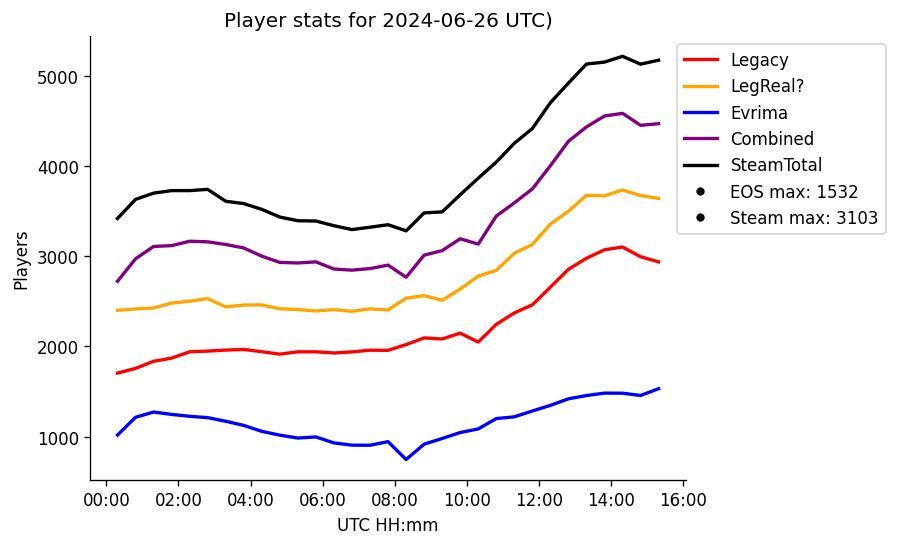 Player stats for 2024-06-26 UTC)
Players
5000
4000
3000
2000
1000
00:00 02:00 04:00 06:00 08:00 10:00 12:00 14:00 16:00
UTC HH:mm
Legacy
LegReal?
Evrima
Combined
SteamTotal
EOS max: 1532
Steam max: 3103